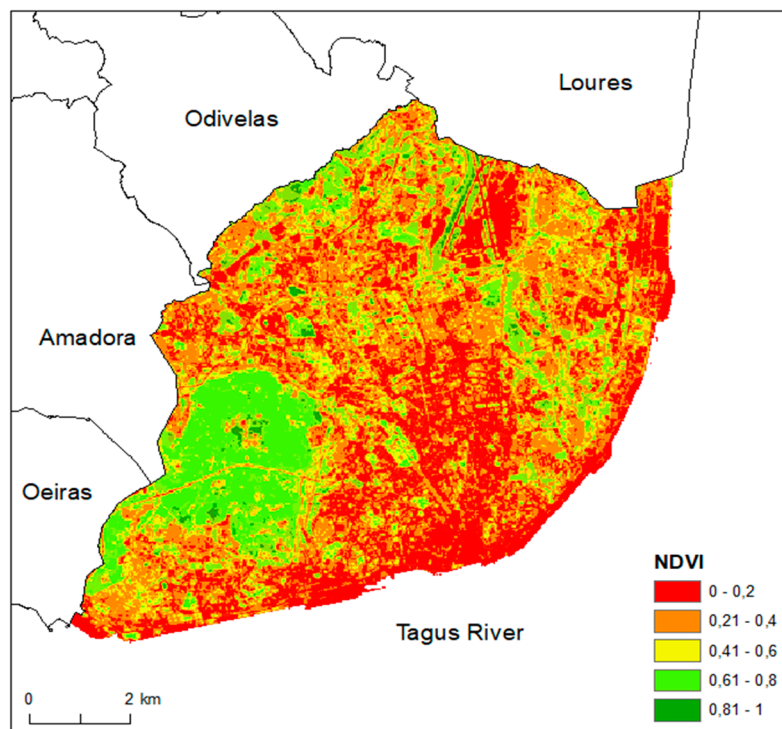 Loures
Odivelas
Amadora
Oeiras
Tagus River
NDVI
0 - 0,2
0,21 - 0,4
0,41 - 0,6
0,61 - 0,8
0,81 - 1
0 2 km